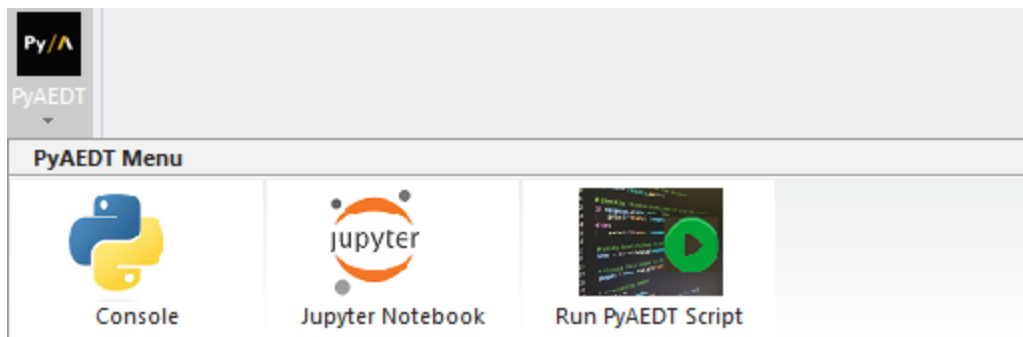 Py/Λ
PyAEDT
PyAEDT Menu
jupyter
Console
Jupyter Notebook
Run PyAEDT Script